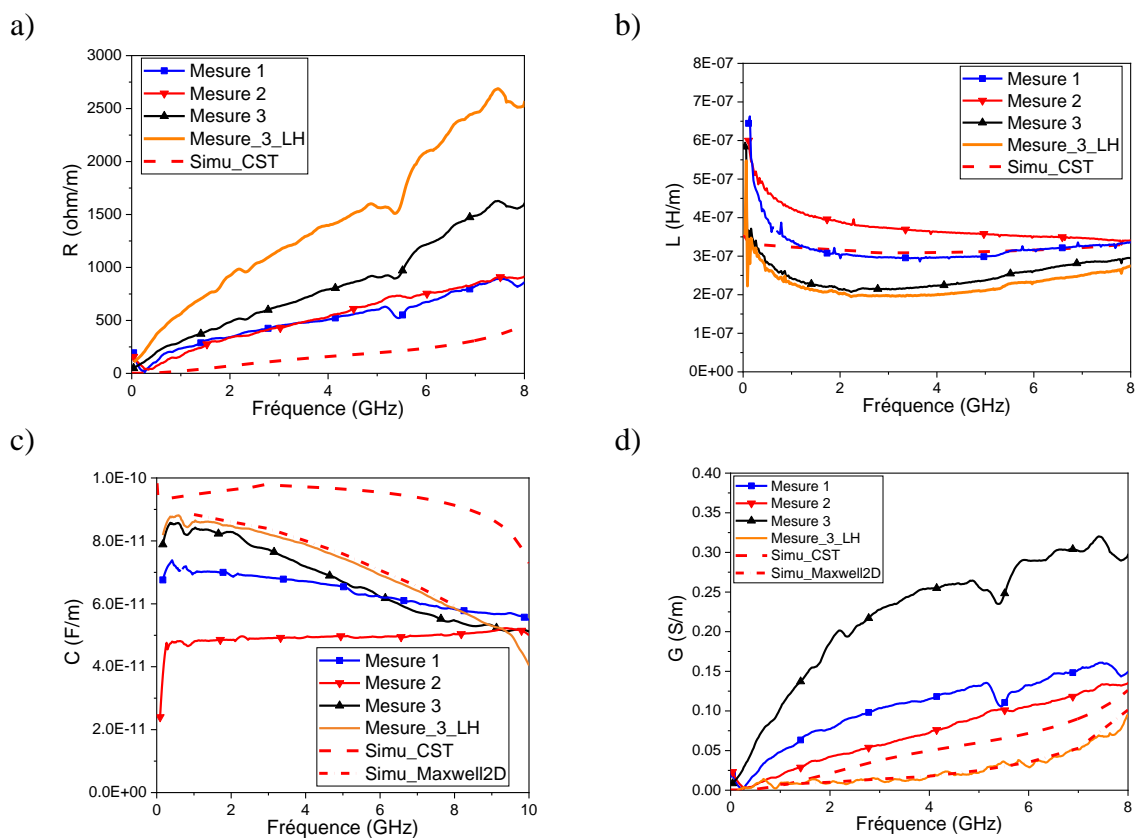 a)
3000
2500
2000
1500
1000
500
0
R (ohm/m)
Mesure 1
Mesure 2
Mesure 3
Mesure_3_LH
Simu_CST
0 2 4 6 8
Fréquence (GHz)
b)
8E-07
7E-07
6E-07
5E-07
4E-07
3E-07
2E-07
1E-07
0E+00
L (H/m)
Mesure 1
Mesure 2
Mesure 3
Mesure_3_LH
Simu_CST
0 2 4 6 8
Fréquence (GHz)
c)
1.0E-10
8.0E-11
6.0E-11
4.0E-11
2.0E-11
0.0E+00
C (F/m)
Mesure 1
Mesure 2
Mesure 3
Mesure_3_LH
Simu_CST
Simu_Maxwell2D
0 2 4 6 8 10
Fréquence (GHz)
d)
0.40
0.35
0.30
0.25
0.20
0.15
0.10
0.05
0.00
G (S/m)
Mesure 1
Mesure 2
Mesure 3
Mesure_3_LH
Simu_CST
Simu_Maxwell2D
0 2 4 6 8
Fréquence (GHz)